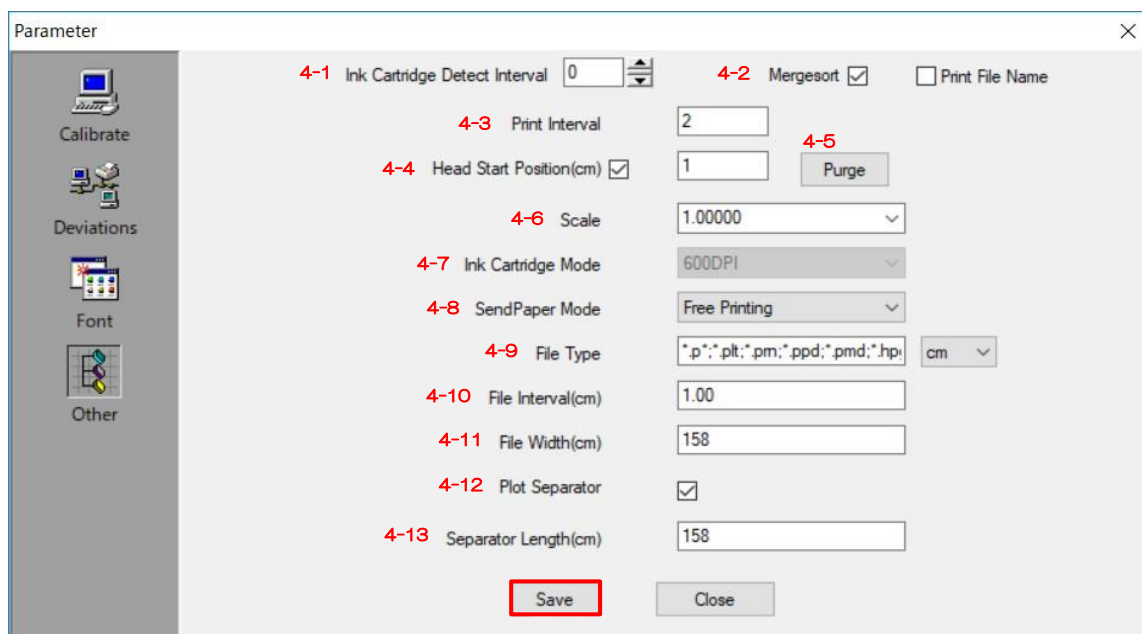 Parameter
Calibrate
Deviations
Font
Other
4-1 Ink Cartridge Detect Interval 0 4-2 Mergesort Print File Name
4-3 Print Interval 2
4-4 Head Start Position(cm) 1 4-5 Purge
4-6 Scale 1.00000
4-7 Ink Cartridge Mode 600DPI
4-8 SendPaper Mode Free Printing
4-9 File Type *.p*;*.plt;*.prn;*.ppd;*.pmd;*.hpg cm
4-10 File Interval(cm) 1.00
4-11 File Width(cm) 158
4-12 Plot Separator
4-13 Separator Length(cm) 158
Save Close